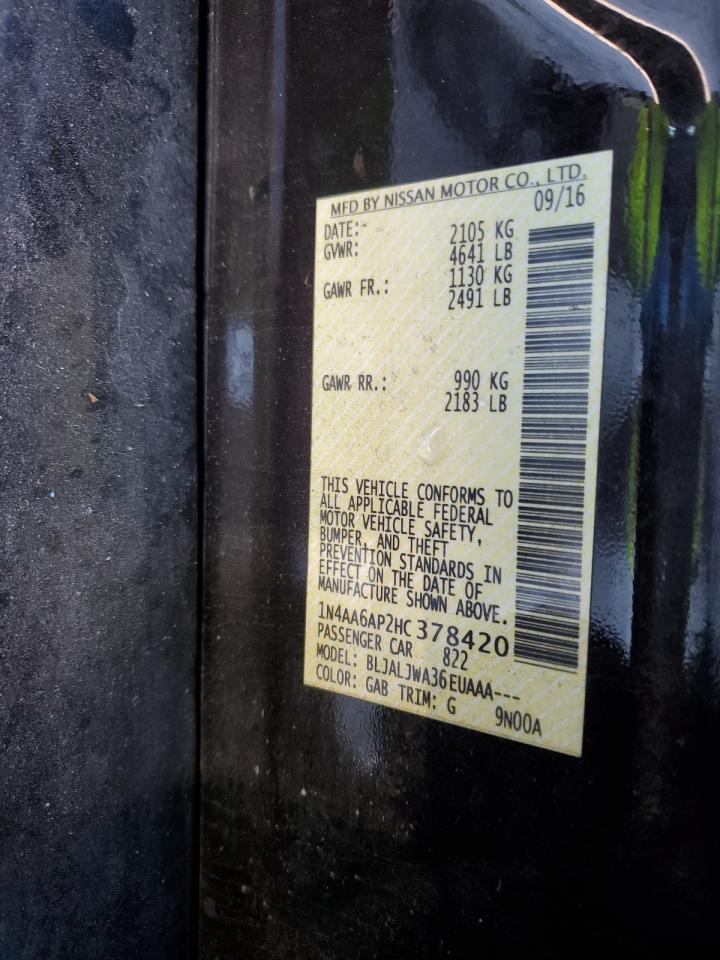 MFD BY NISSAN MOTOR CO., LTD.
DATE:- 09/16
GVWR: 2105 KG
4641 LB
GAWR FR.: 1130 KG
2491 LB
GAWR RR.: 990 KG
2183 LB
THIS VEHICLE CONFORMS TO
ALL APPLICABLE FEDERAL
MOTOR VEHICLE SAFETY,
BUMPER, AND THEFT
PREVENTION STANDARDS IN
EFFECT ON THE DATE OF
MANUFACTURE SHOWN ABOVE.
1N4AA6AP2HC378420
PASSENGER CAR 822
MODEL: BLJALJWA36EUAAA---
COLOR: GAB TRIM: G
9N00A